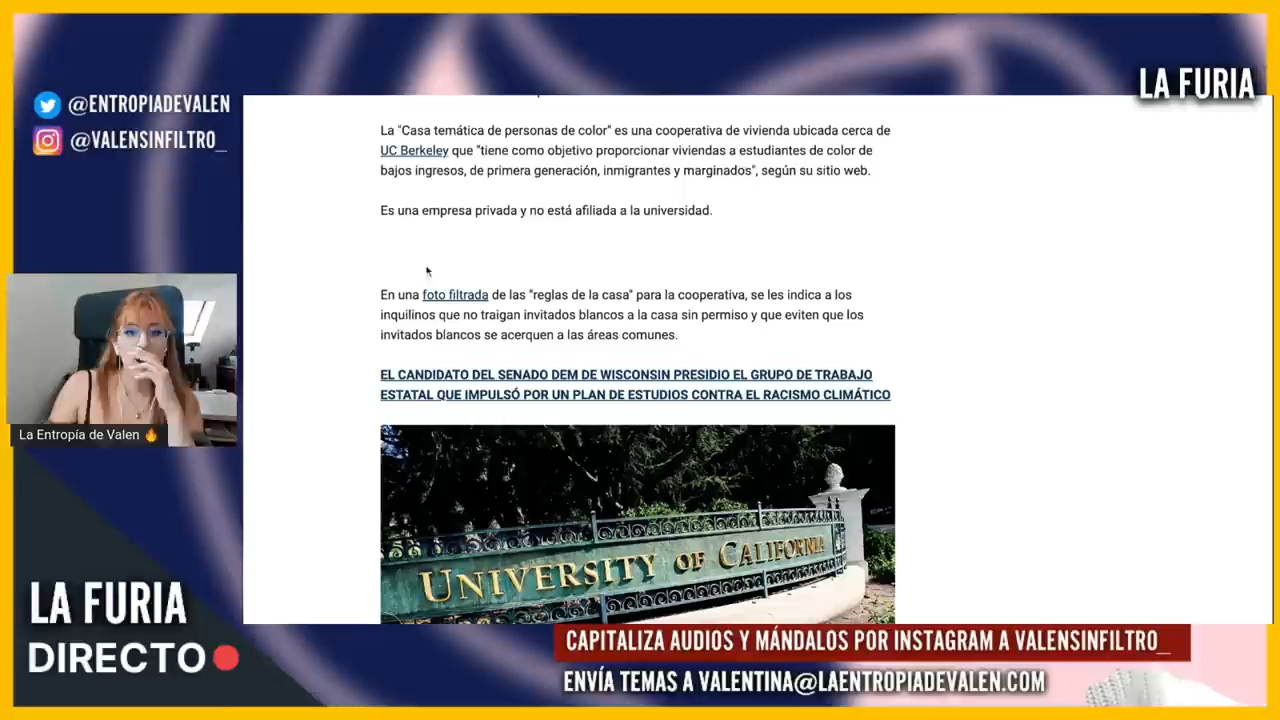 @ENTROPIADEVALEN
@VALENSINFILTRO_
LA FURIA
La "Casa temática de personas de color" es una cooperativa de vivienda ubicada cerca de
UC Berkeley que "tiene como objetivo proporcionar viviendas a estudiantes de color de
bajos ingresos, de primera generación, inmigrantes y marginados", según su sitio web.
Es una empresa privada y no está afiliada a la universidad.
En una foto filtrada de las "reglas de la casa" para la cooperativa, se les indica a los
inquilinos que no traigan invitados blancos a la casa sin permiso y que eviten que los
invitados blancos se acerquen a las áreas comunes.
EL CANDIDATO DEL SENADO DEM DE WISCONSIN PRESIDIO EL GRUPO DE TRABAJO
ESTATAL QUE IMPULSÓ POR UN PLAN DE ESTUDIOS CONTRA EL RACISMO CLIMÁTICO
UNIVERSITY OF CALIFORNIA
La Entropía de Valen
LA FURIA
DIRECTO
CAPITALIZA AUDIOS Y MÁNDALOS POR INSTAGRAM A VALENSINFILTRO_
ENVÍA TEMAS A VALENTINA@LAENTROPIADEVALEN.COM